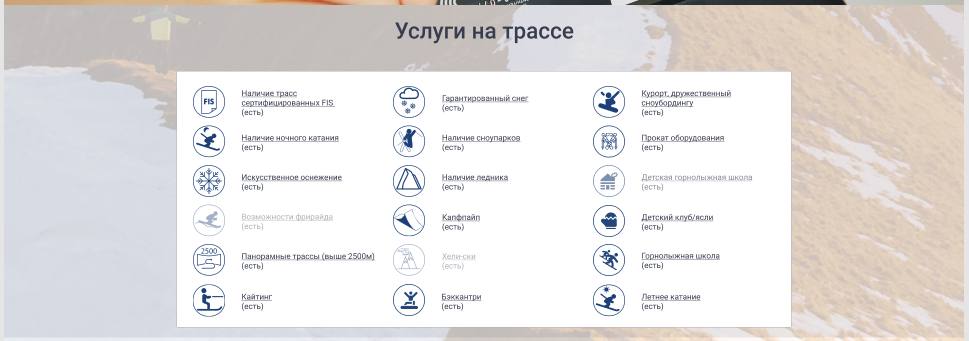 Услуги на трассе
FIS
Наличие трасс
сертифицированных FIS
(есть)
Гарантированный снег
(есть)
Курорт, дружественный
сноубордингу
(есть)
Наличие ночного катания
(есть)
Наличие сноупарков
(есть)
Прокат оборудования
(есть)
Искусственное оснежение
(есть)
Наличие ледника
(есть)
Детская горнолыжная школа
(есть)
Возможности фрирайда
(есть)
Капфпайп
(есть)
Детский клуб/ясли
(есть)
2500
Панорамные трассы (выше 2500м)
(есть)
Хели-ски
(есть)
Горнолыжная школа
(есть)
Кайтинг
(есть)
Бэккантри
(есть)
Летнее катание
(есть)